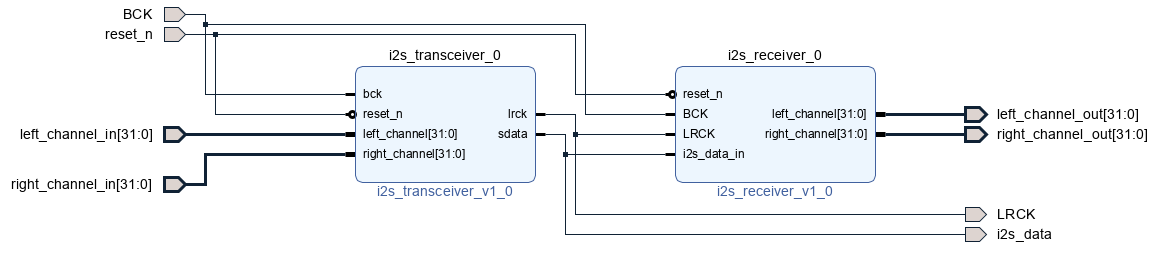 BCK
reset_n
left_channel_in[31:0]
right_channel_in[31:0]
i2s_transceiver_0
bck
reset_n
left_channel[31:0]
right_channel[31:0]
lrck
sdata
i2s_transceiver_v1_0
i2s_receiver_0
reset_n
BCK
LRCK
i2s_data_in
left_channel[31:0]
right_channel[31:0]
i2s_receiver_v1_0
left_channel_out[31:0]
right_channel_out[31:0]
LRCK
i2s_data